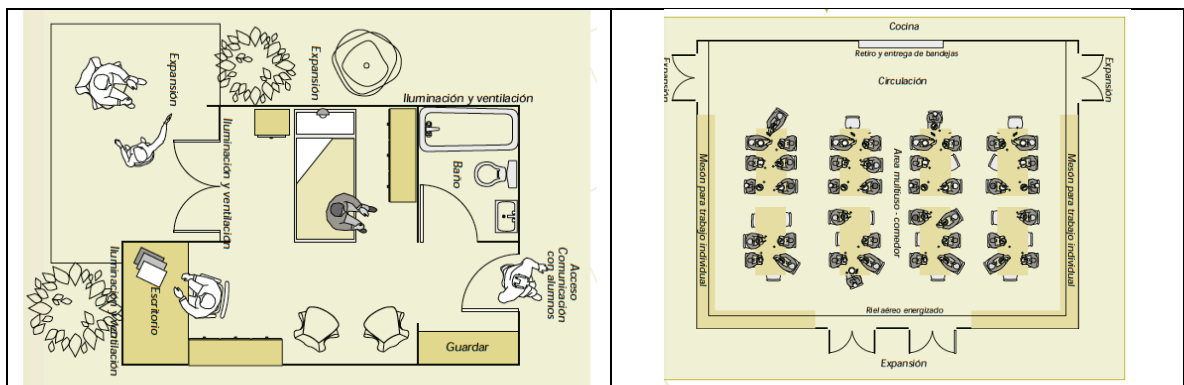 Expansión
Expansión
Iluminación y ventilación
Iluminación y ventilación
Baño
Iluminación y ventilación
Escritorio
Acceso
Comunicación
con alumnos
Guardar
Cocina
Retiro y entrega de bandejas
Circulación
Expansión
Expansión
Mesón para trabajo individual
Área multiuso - comedor
Mesón para trabajo individual
Riel aéreo energizado
Expansión